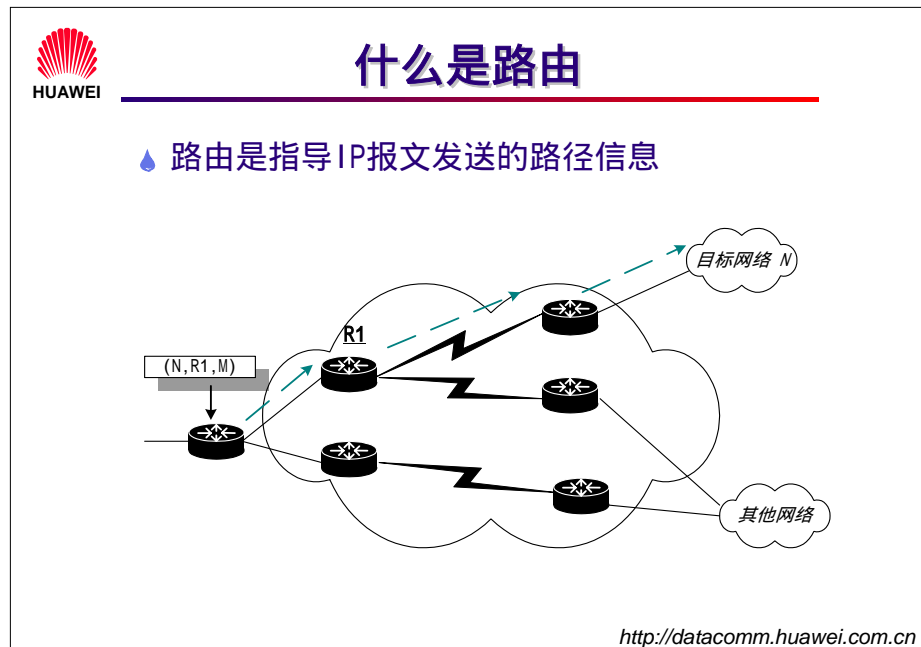 HUAWEI
什么是路由
路由是指导IP报文发送的路径信息
目标网络 N
R1
(N,R1,M)
其他网络
http://datacomm.huawei.com.cn